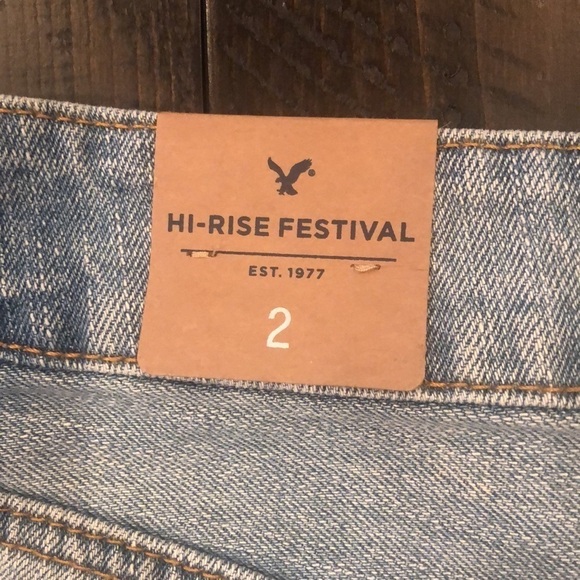 HI-RISE FESTIVAL
EST. 1977
2